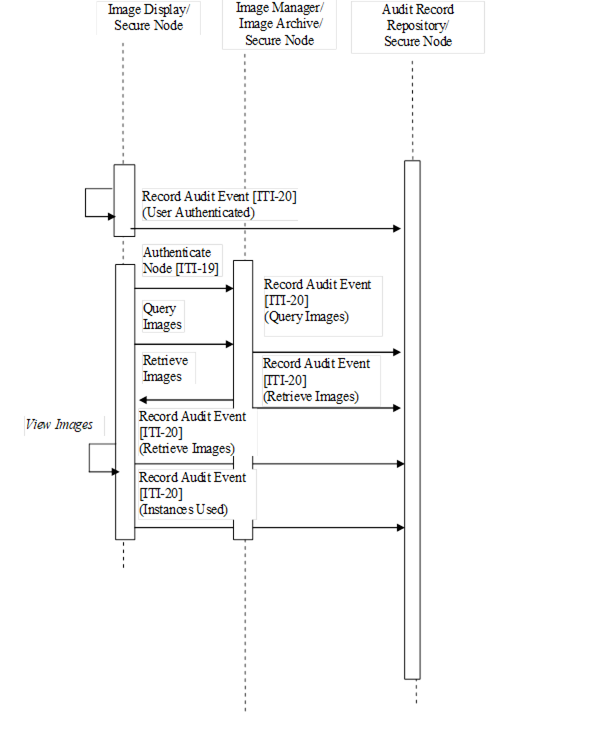 Image Display/
Secure Node
Image Manager/
Image Archive/
Secure Node
Audit Record
Repository/
Secure Node
Record Audit Event [ITI-20]
(User Authenticated)
Authenticate
Node [ITI-19]
Record Audit Event
[ITI-20]
(Query Images)
Query
Images
Retrieve
Images
Record Audit Event
[ITI-20]
(Retrieve Images)
View Images
Record Audit Event
[ITI-20]
(Retrieve Images)
Record Audit Event
[ITI-20]
(Instances Used)